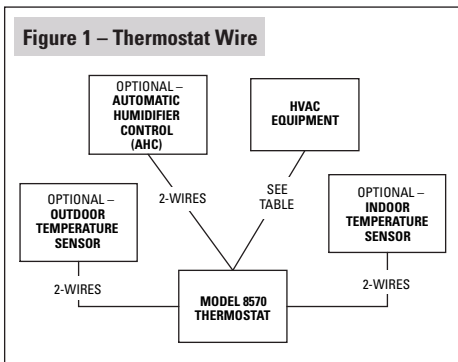 Figure 1 – Thermostat Wire
OPTIONAL –
AUTOMATIC
HUMIDIFIER
CONTROL
(AHC)
HVAC
EQUIPMENT
OPTIONAL –
OUTDOOR
TEMPERATURE
SENSOR
2-WIRES
SEE
TABLE
OPTIONAL –
INDOOR
TEMPERATURE
SENSOR
2-WIRES
MODEL 8570
THERMOSTAT
2-WIRES